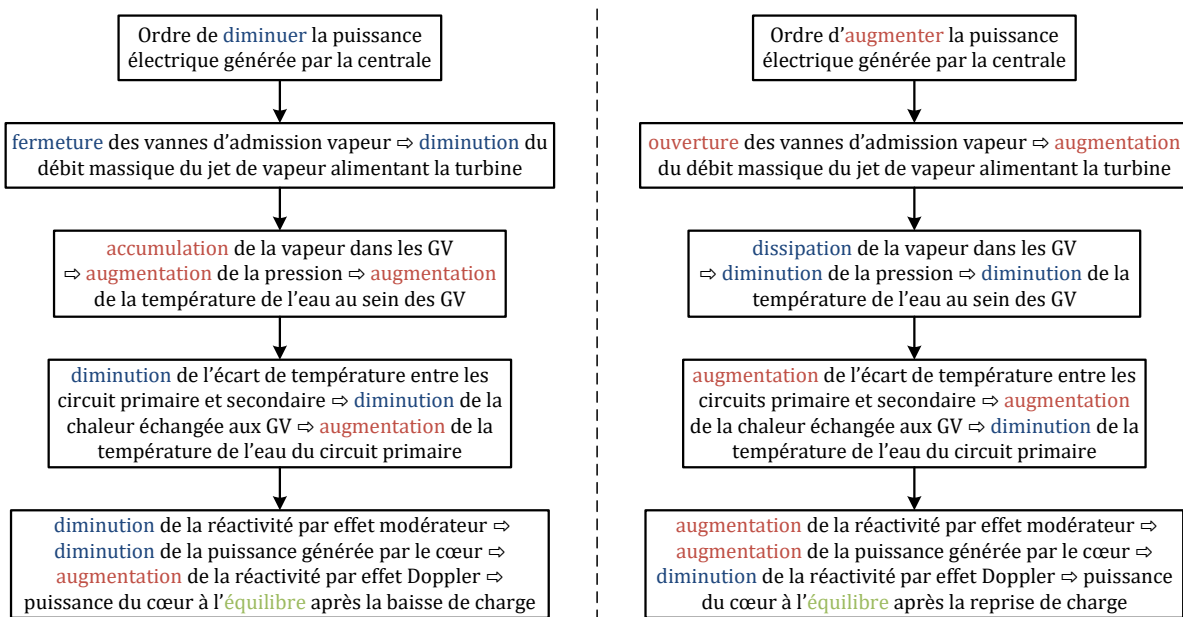 Ordre de diminuer la puissance
électrique générée par la centrale
fermeture des vannes d'admission vapeur ⇨ diminution du
débit massique du jet de vapeur alimentant la turbine
accumulation de la vapeur dans les GV
⇨ augmentation de la pression ⇨ augmentation
de la température de l'eau au sein des GV
diminution de l'écart de température entre les
circuit primaire et secondaire ⇨ diminution de la
chaleur échangée aux GV ⇨ augmentation de la
température de l'eau du circuit primaire
diminution de la réactivité par effet modérateur ⇨
diminution de la puissance générée par le cœur ⇨
augmentation de la réactivité par effet Doppler ⇨
puissance du cœur à l'équilibre après la baisse de charge
Ordre d'augmenter la puissance
électrique générée par la centrale
ouverture des vannes d'admission vapeur ⇨ augmentation
du débit massique du jet de vapeur alimentant la turbine
dissipation de la vapeur dans les GV
⇨ diminution de la pression ⇨ diminution de la
température de l'eau au sein des GV
augmentation de l'écart de température entre les
circuits primaire et secondaire ⇨ augmentation
de la chaleur échangée aux GV ⇨ diminution de la
température de l'eau du circuit primaire
augmentation de la réactivité par effet modérateur ⇨
augmentation de la puissance générée par le cœur ⇨
diminution de la réactivité par effet Doppler ⇨ puissance
du cœur à l'équilibre après la reprise de charge